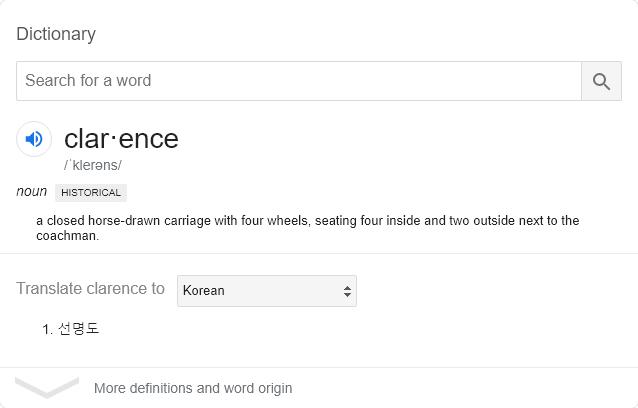 Dictionary
Search for a word
clar·ence
/ˈklerəns/
noun HISTORICAL
a closed horse-drawn carriage with four wheels, seating four inside and two outside next to the
coachman.
Translate clarence to Korean
1. 선명도
More definitions and word origin